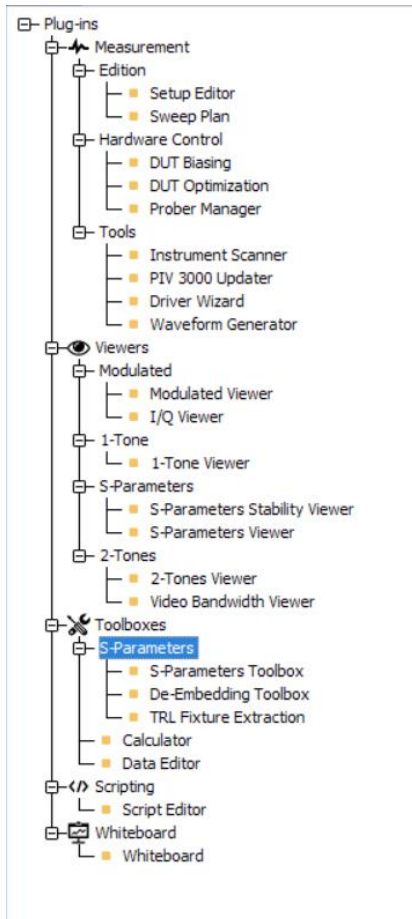 Plug-ins
Measurement
Edition
Setup Editor
Sweep Plan
Hardware Control
DUT Biasing
DUT Optimization
Prober Manager
Tools
Instrument Scanner
PIV 3000 Updater
Driver Wizard
Waveform Generator
Viewers
Modulated
Modulated Viewer
I/Q Viewer
1-Tone
1-Tone Viewer
S-Parameters
S-Parameters Stability Viewer
S-Parameters Viewer
2-Tones
2-Tones Viewer
Video Bandwidth Viewer
Toolboxes
S-Parameters
S-Parameters Toolbox
De-Embedding Toolbox
TRL Fixture Extraction
Calculator
Data Editor
Scripting
Script Editor
Whiteboard
Whiteboard